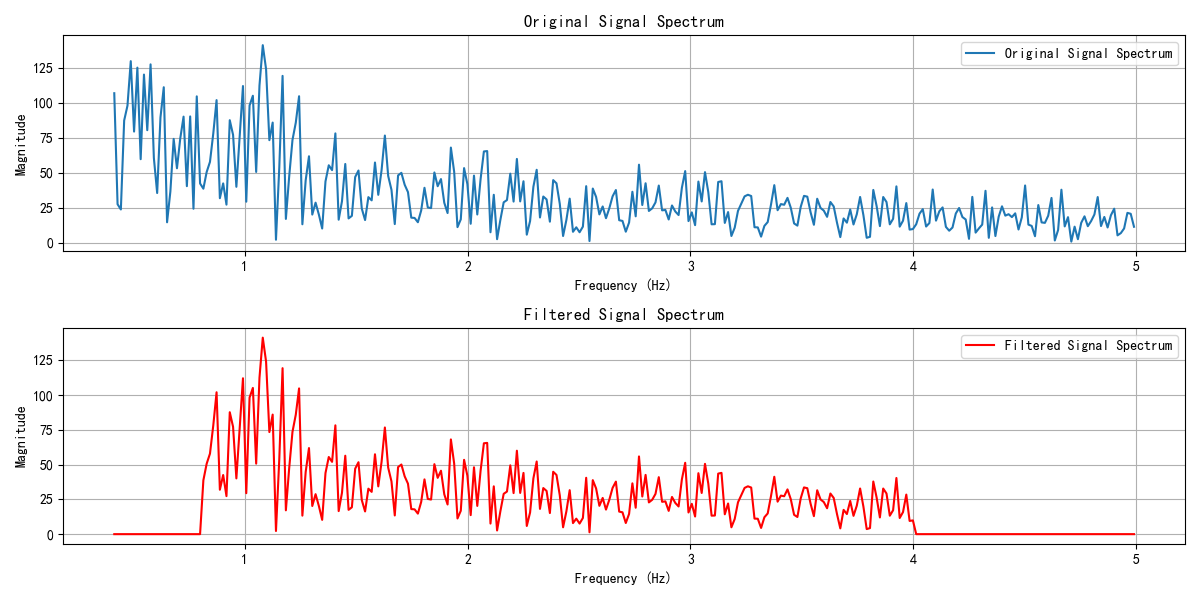 Original Signal Spectrum
Original Signal Spectrum
Magnitude
125
100
75
50
25
0
1 2 3 4 5
Frequency (Hz)
Filtered Signal Spectrum
Filtered Signal Spectrum
Magnitude
125
100
75
50
25
0
1 2 3 4 5
Frequency (Hz)